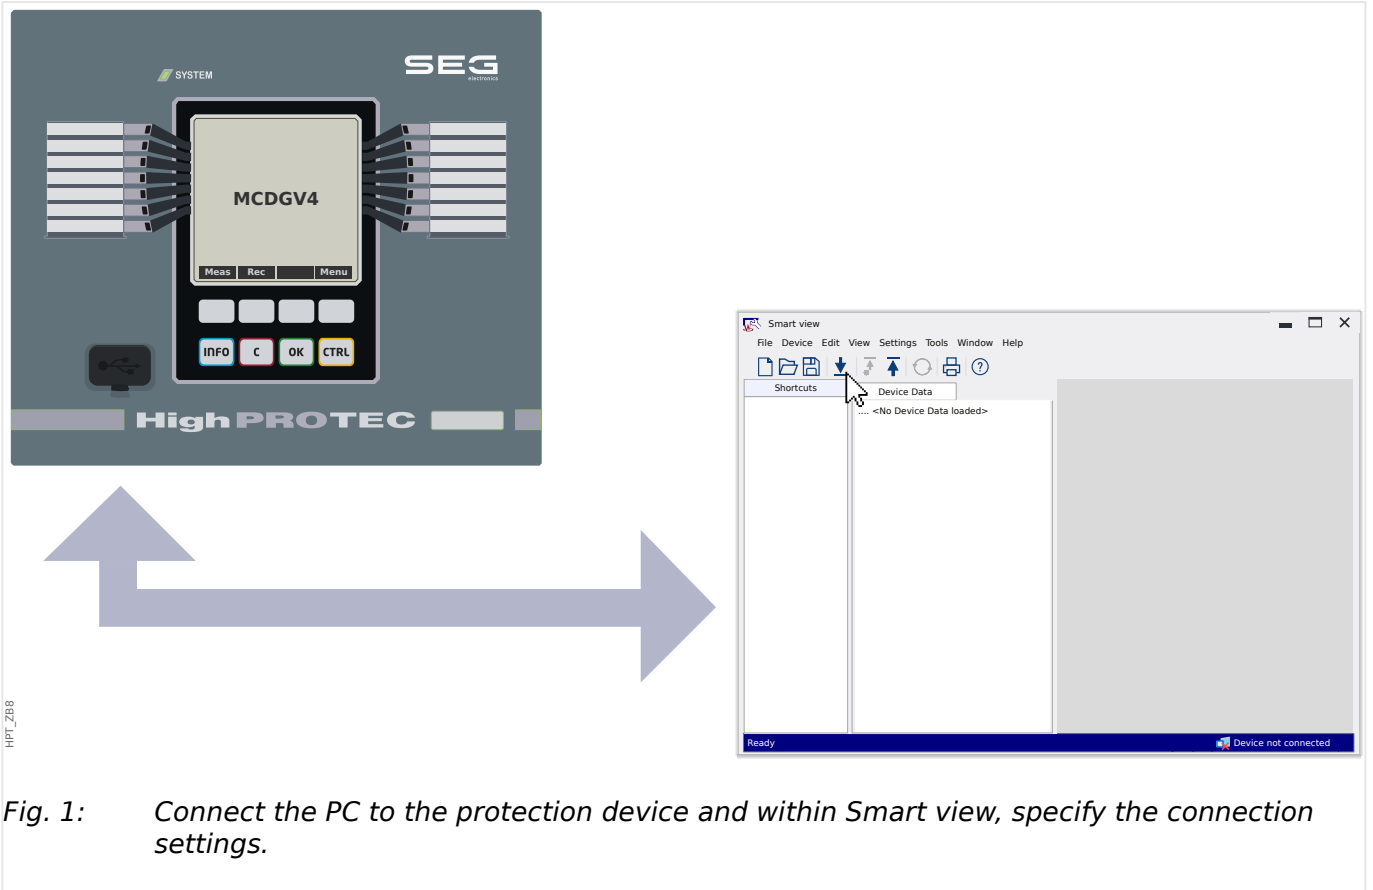 SYSTEM
SEG
electronics
MCDGV4
Meas Rec Menu
INFO C OK CTRL
HighPROTEC
Smart view
File Device Edit View Settings Tools Window Help
Shortcuts
Device Data
.... <No Device Data loaded>
Ready
Device not connected
HPT_ZB8
Fig. 1: Connect the PC to the protection device and within Smart view, specify the connection
settings.